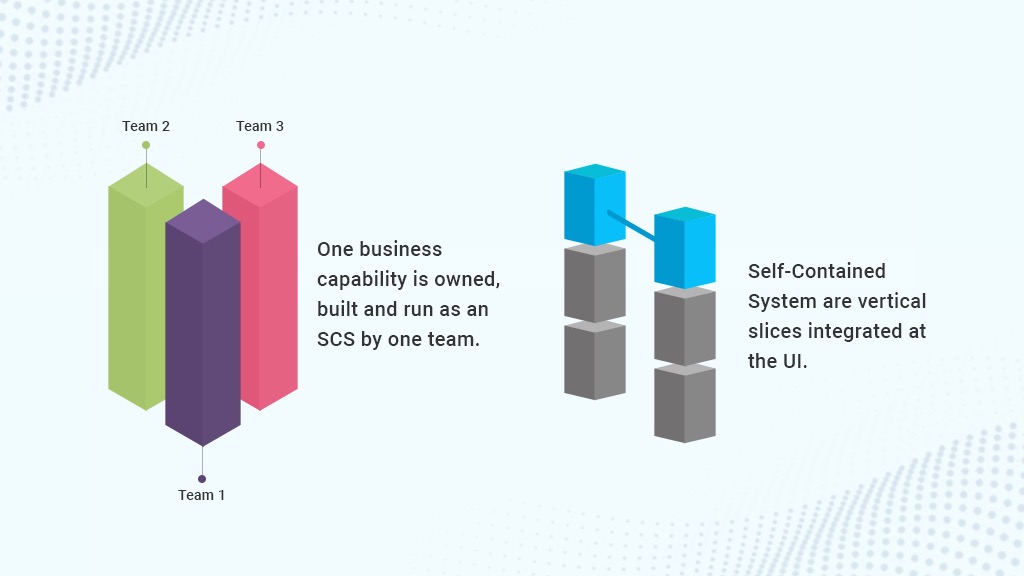 Team 2
Team 3
One business
capability is owned,
built and run as an
SCS by one team.
Team 1
Self-Contained
System are vertical
slices integrated at
the UI.